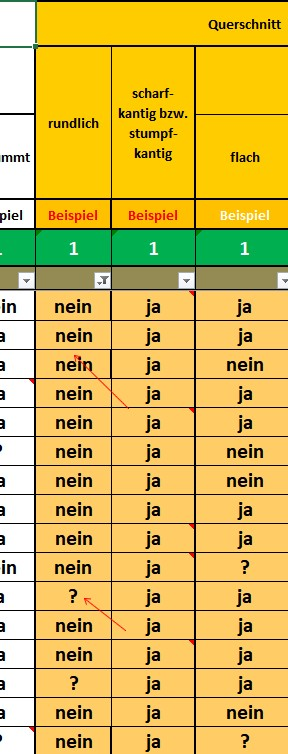 Querschnitt
rundlich
scharf-
kantig bzw.
stumpf-
kantig
flach
mmt
piel Beispiel Beispiel Beispiel
1 1 1
in nein ja ja
a nein ja ja
a nein ja nein
a nein ja ja
a nein ja ja
? nein ja nein
a nein ja nein
a nein ja ja
a nein ja ja
in nein ja ?
a ? ja ja
a nein ja ja
a nein ja ja
a ? ja ja
a nein ja nein
? nein ja ?